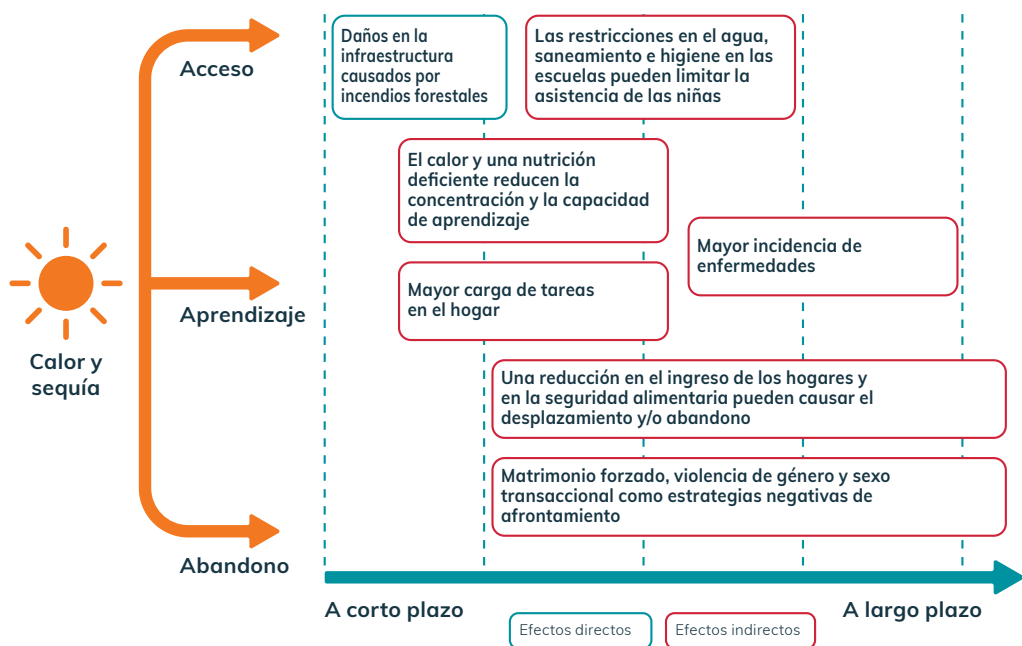 Acceso
Daños en la
infraestructura
causados por
incendios forestales
Las restricciones en el agua,
saneamiento e higiene en las
escuelas pueden limitar la
asistencia de las niñas
El calor y una nutrición
deficiente reducen la
concentración y la capacidad
de aprendizaje
Mayor incidencia de
enfermedades
Mayor carga de tareas
en el hogar
Aprendizaje
Calor y
sequía
Una reducción en el ingreso de los hogares y
en la seguridad alimentaria pueden causar el
desplazamiento y/o abandono
Matrimonio forzado, violencia de género y sexo
transaccional como estrategias negativas de
afrontamiento
Abandono
A corto plazo
A largo plazo
Efectos directos
Efectos indirectos